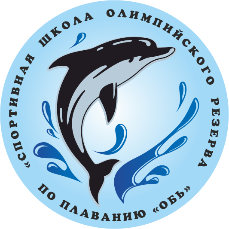 «СПОРТИВНАЯ ШКОЛА ОЛИМПИЙСКОГО РЕЗЕРВА
ПО ПЛАВАНИЮ «ОБЬ»